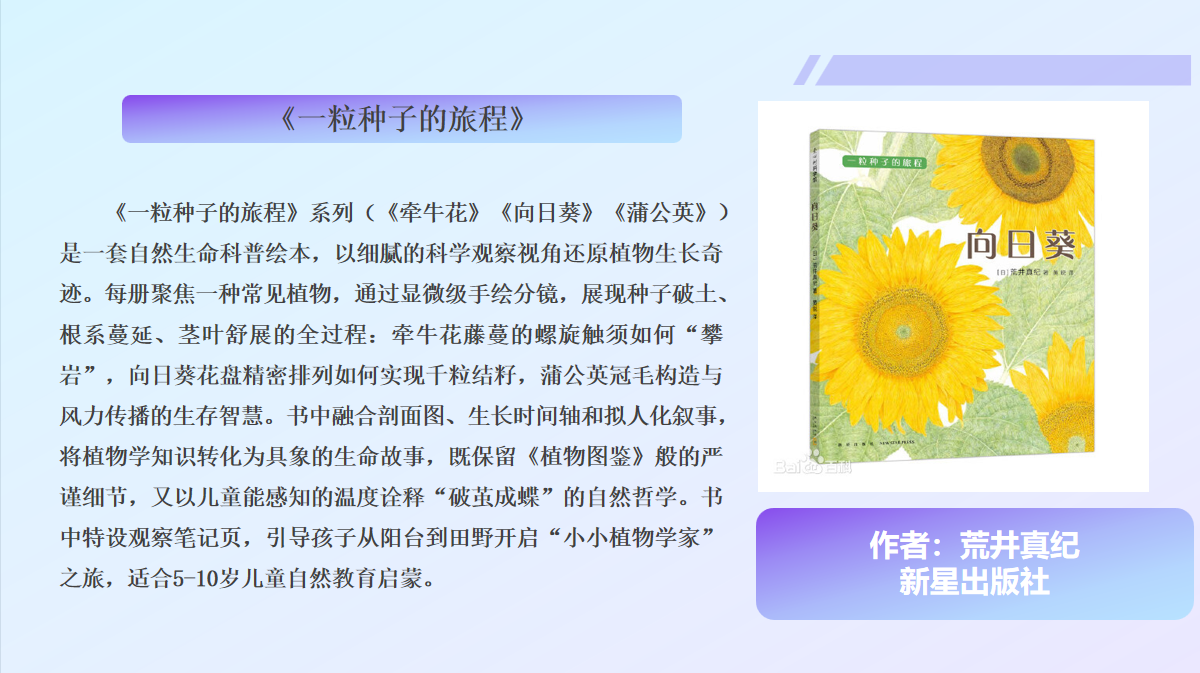 《一粒种子的旅程》
《一粒种子的旅程》系列（《牵牛花》《向日葵》《蒲公英》）
是一套自然生命科普绘本，以细腻的科学观察视角还原植物生长奇
迹。每册聚焦一种常见植物，通过显微级手绘分镜，展现种子破土、
根系蔓延、茎叶舒展的全过程：牵牛花藤蔓的螺旋触须如何“攀
岩”，向日葵花盘精密排列如何实现千粒结籽，蒲公英冠毛构造与
风力传播的生存智慧。书中融合剖面图、生长时间轴和拟人化叙事，
将植物学知识转化为具象的生命故事，既保留《植物图鉴》般的严
谨细节，又以儿童能感知的温度诠释“破茧成蝶”的自然哲学。书
中特设观察笔记页，引导孩子从阳台到田野开启“小小植物学家”
之旅，适合5-10岁儿童自然教育启蒙。
一粒种子的旅程
向日葵
[日]荒井真纪 著
向日葵
新星出版社 NEW STAR PRESS
Bai百科
作者：荒井真纪
新星出版社